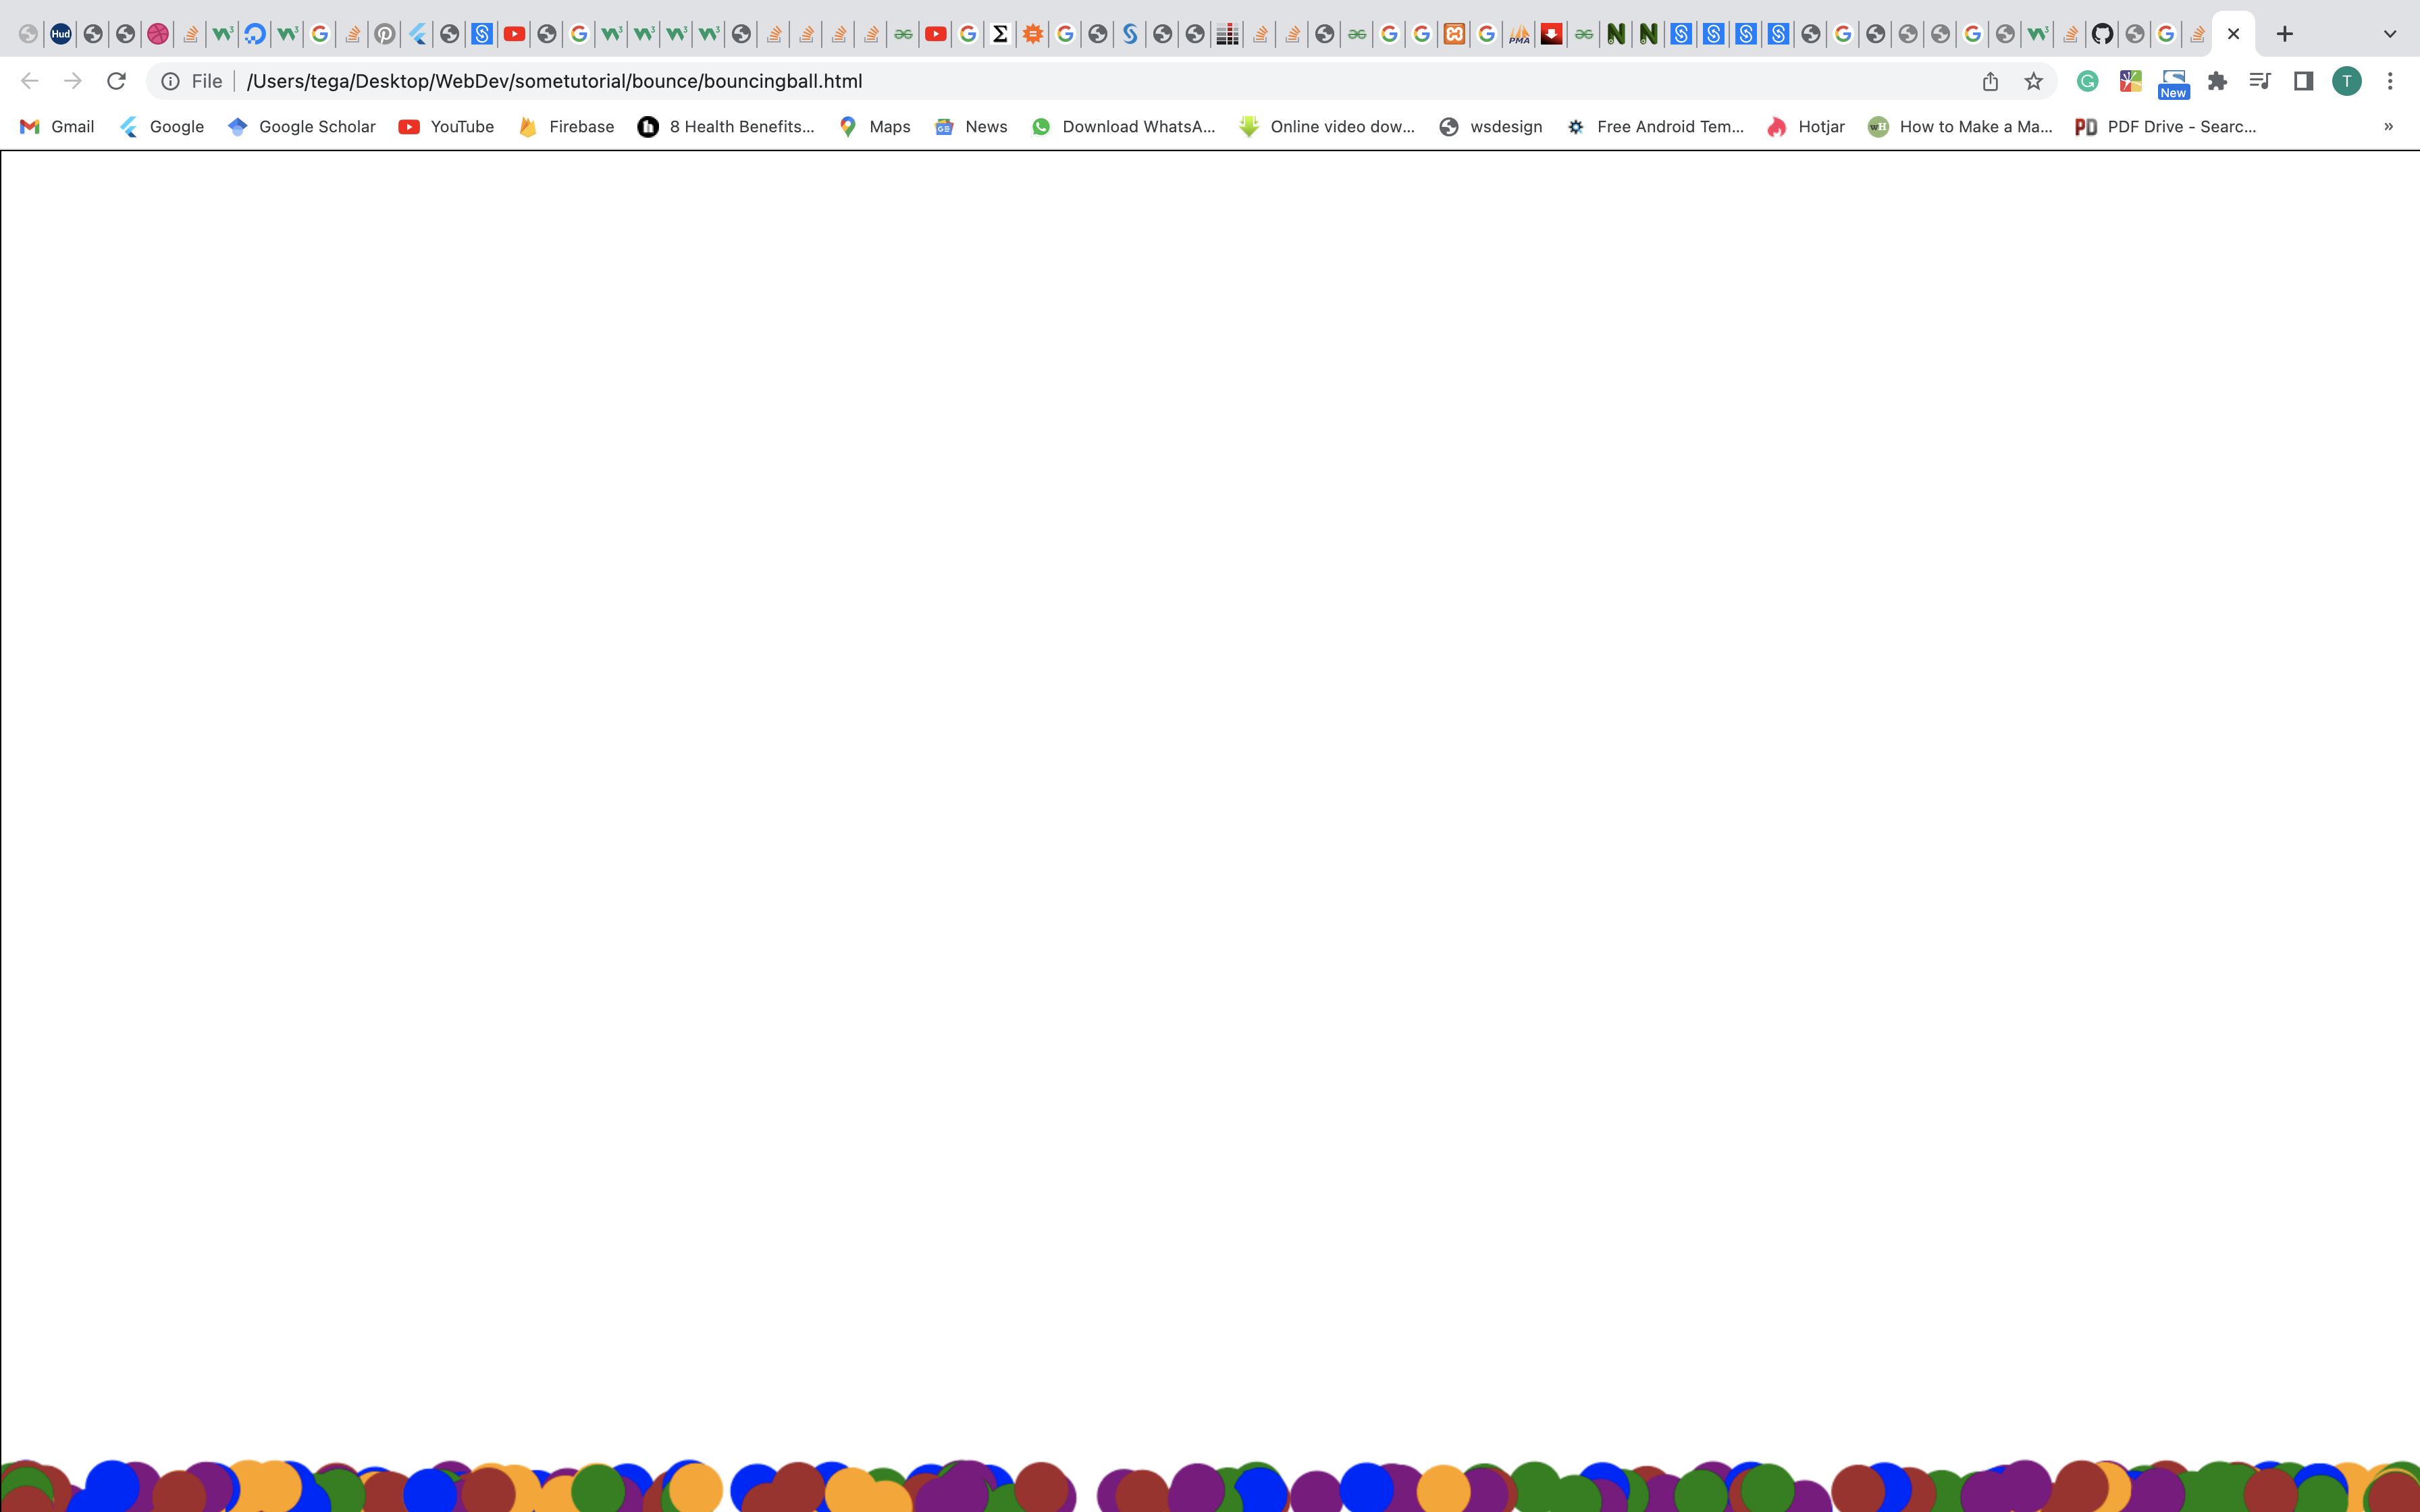 Hud
File /Users/tega/Desktop/WebDev/sometutorial/bounce/bouncingball.html New T
Gmail Google Google Scholar YouTube Firebase 8 Health Benefits... Maps News Download WhatsA... Online video dow... wsdesign Free Android Tem... Hotjar How to Make a Ma... PDF Drive - Searc... »